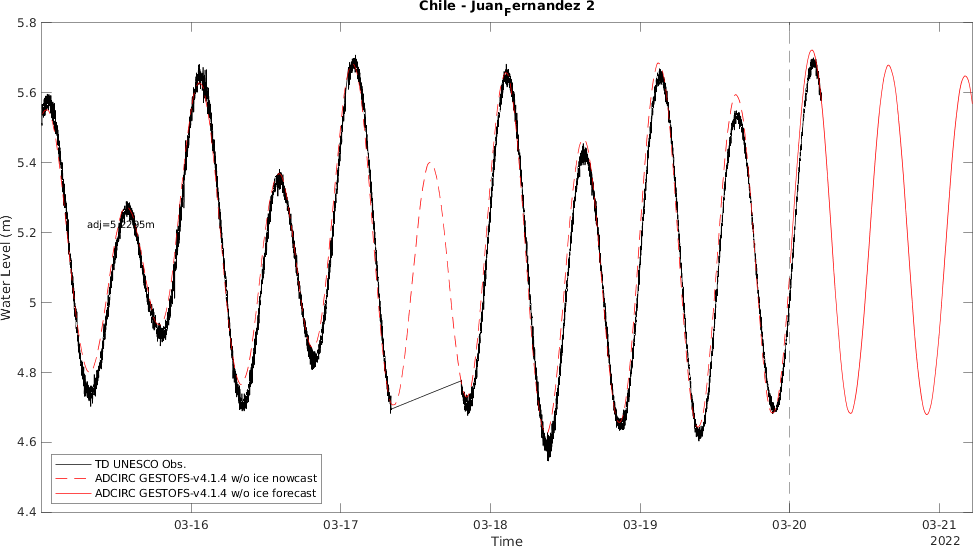 Chile - Juan_Fernandez 2
5.8
5.6
5.4
5.2
5
4.8
4.6
4.4
Water Level (m)
adj=5.2295m
TD UNESCO Obs.
ADCIRC GESTOFS-v4.1.4 w/o ice nowcast
ADCIRC GESTOFS-v4.1.4 w/o ice forecast
03-16
03-17
03-18
03-19
03-20
03-21
Time
2022